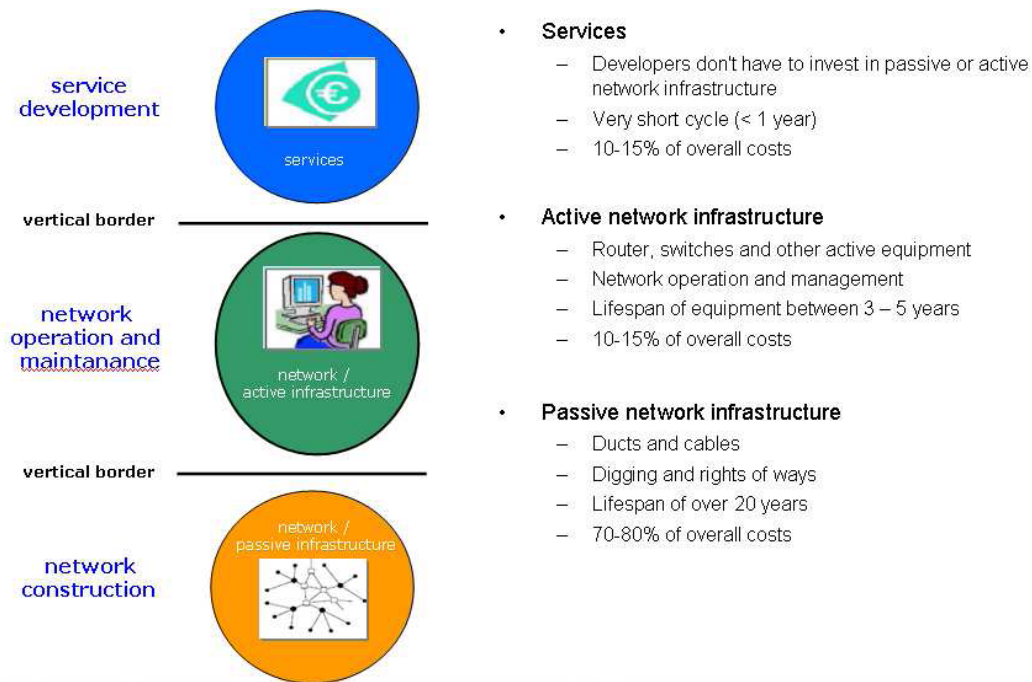 service
development
services
vertical border
network
operation and
maintanance
network /
active infrastructure
vertical border
network
construction
network /
passive infrastructure
• Services
– Developers don't have to invest in passive or active
network infrastructure
– Very short cycle (< 1 year)
– 10-15% of overall costs
• Active network infrastructure
– Router, switches and other active equipment
– Network operation and management
– Lifespan of equipment between 3 – 5 years
– 10-15% of overall costs
• Passive network infrastructure
– Ducts and cables
– Digging and rights of ways
– Lifespan of over 20 years
– 70-80% of overall costs